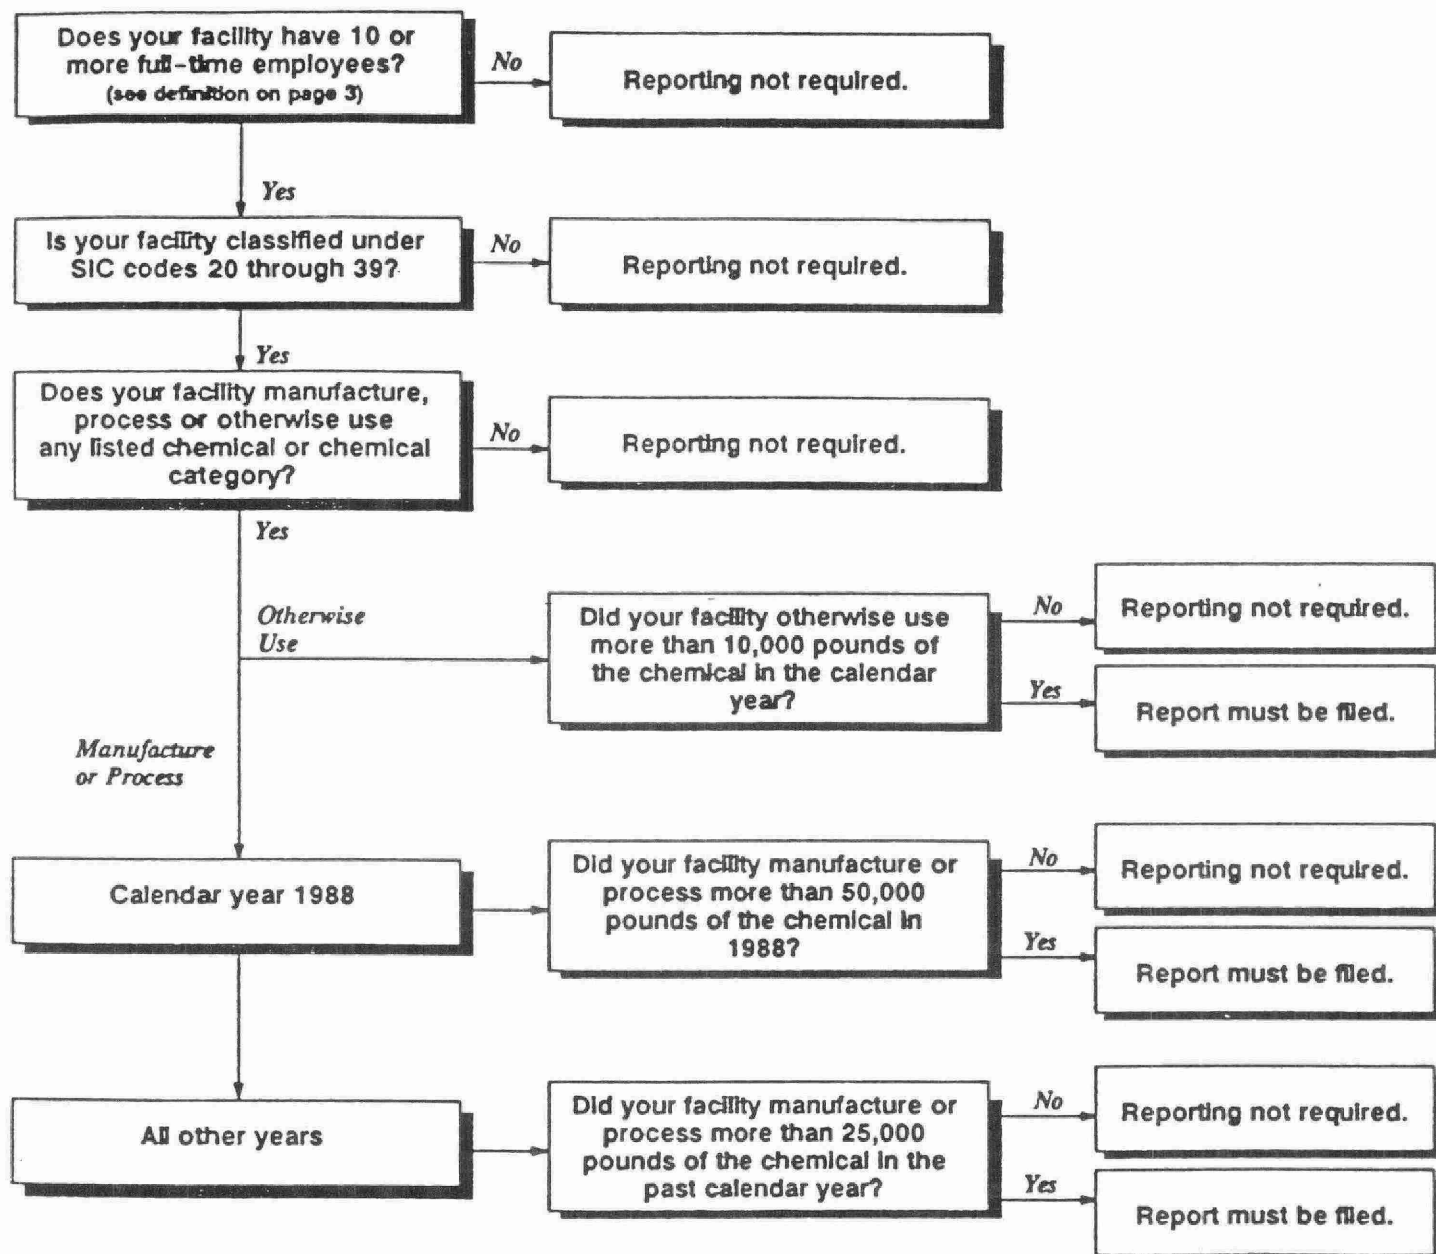 Does your facility have 10 or
more full-time employees?
(see definition on page 3)
No
Reporting not required.
Yes
Is your facility classified under
SIC codes 20 through 39?
No
Reporting not required.
Yes
Does your facility manufacture,
process or otherwise use
any listed chemical or chemical
category?
No
Reporting not required.
Yes
Otherwise
Use
Did your facility otherwise use
more than 10,000 pounds of
the chemical in the calendar
year?
No
Reporting not required.
Yes
Report must be filed.
Manufacture
or Process
Calendar year 1988
Did your facility manufacture or
process more than 50,000
pounds of the chemical in
1988?
No
Reporting not required.
Yes
Report must be filed.
All other years
Did your facility manufacture or
process more than 25,000
pounds of the chemical in the
past calendar year?
No
Reporting not required.
Yes
Report must be filed.